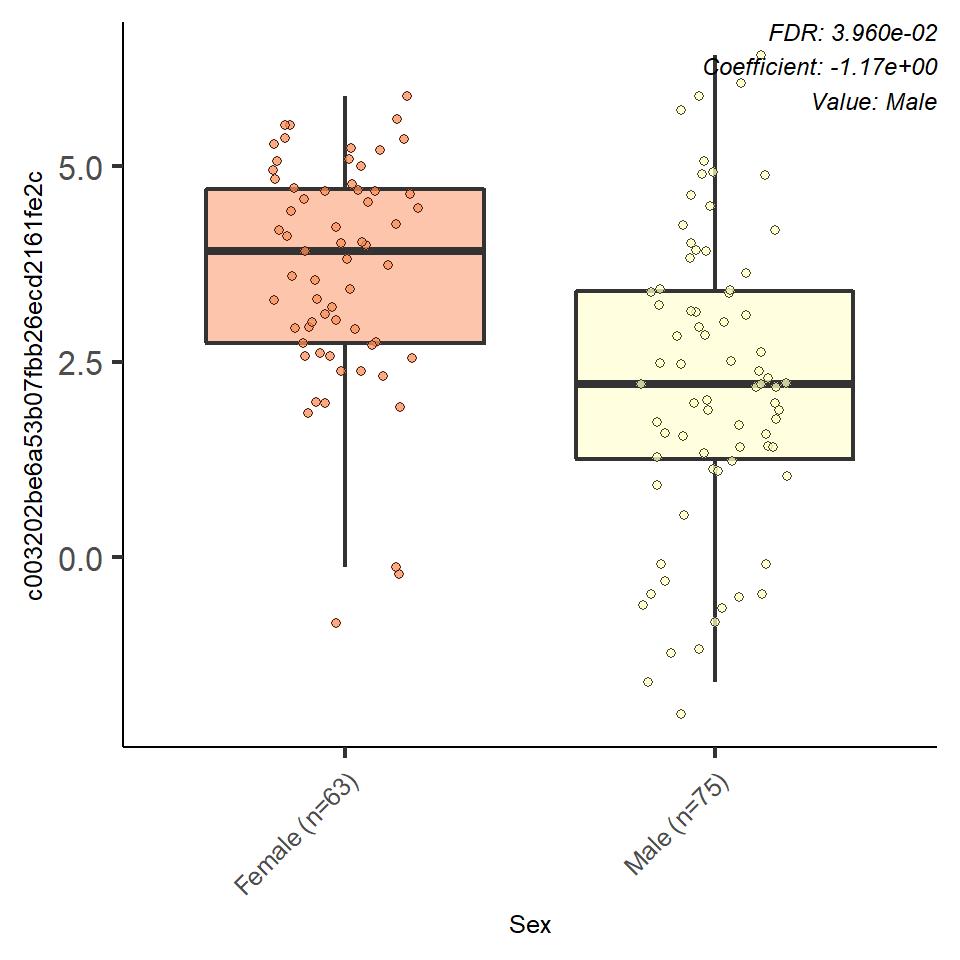 FDR: 3.960e-02
Coefficient: -1.17e+00
Value: Male
c003202be6a53b07fbb26ecd2161fe2c
5.0
2.5
0.0
Female (n=63)
Male (n=75)
Sex